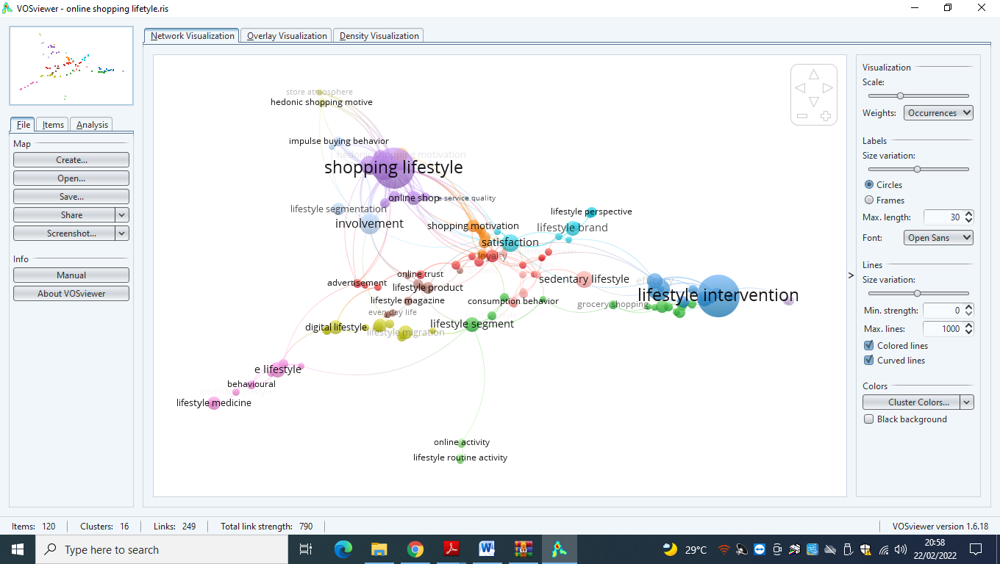 VOSviewer - online shopping lifetyle.ris
Network Visualization
Overlay Visualization
Density Visualization
File
Items
Analysis
Map
Create...
Open...
Save...
Share
Screenshot...
Info
Manual
About VOSviewer
store atmosphere
hedonic shopping motive
impulse buying behavior
hedonic shopping motivation
shopping lifestyle
online shop
e service quality
lifestyle segmentation
involvement
lifestyle perspective
shopping motivation
lifestyle brand
satisfaction
loyalty
online trust
sedentary lifestyle
efficacy
advertisement
lifestyle product
lifestyle intervention
lifestyle magazine
consumption behavior
grocery shopping
everyday life
digital lifestyle
lifestyle segment
lifestyle migration
e lifestyle
behavioural
lifestyle medicine
online activity
lifestyle routine activity
Visualization
Scale:
Weights:
Occurrences
Labels
Size variation:
Circles
Frames
Max. length:
30
Font:
Open Sans
Lines
Size variation:
Min. strength:
0
Max. lines:
1000
Colored lines
Curved lines
Colors
Cluster Colors...
Black background
>
Items: 120
Clusters: 16
Links: 249
Total link strength: 790
VOSviewer version 1.6.18
Type here to search
29°C
20:58
22/02/2022